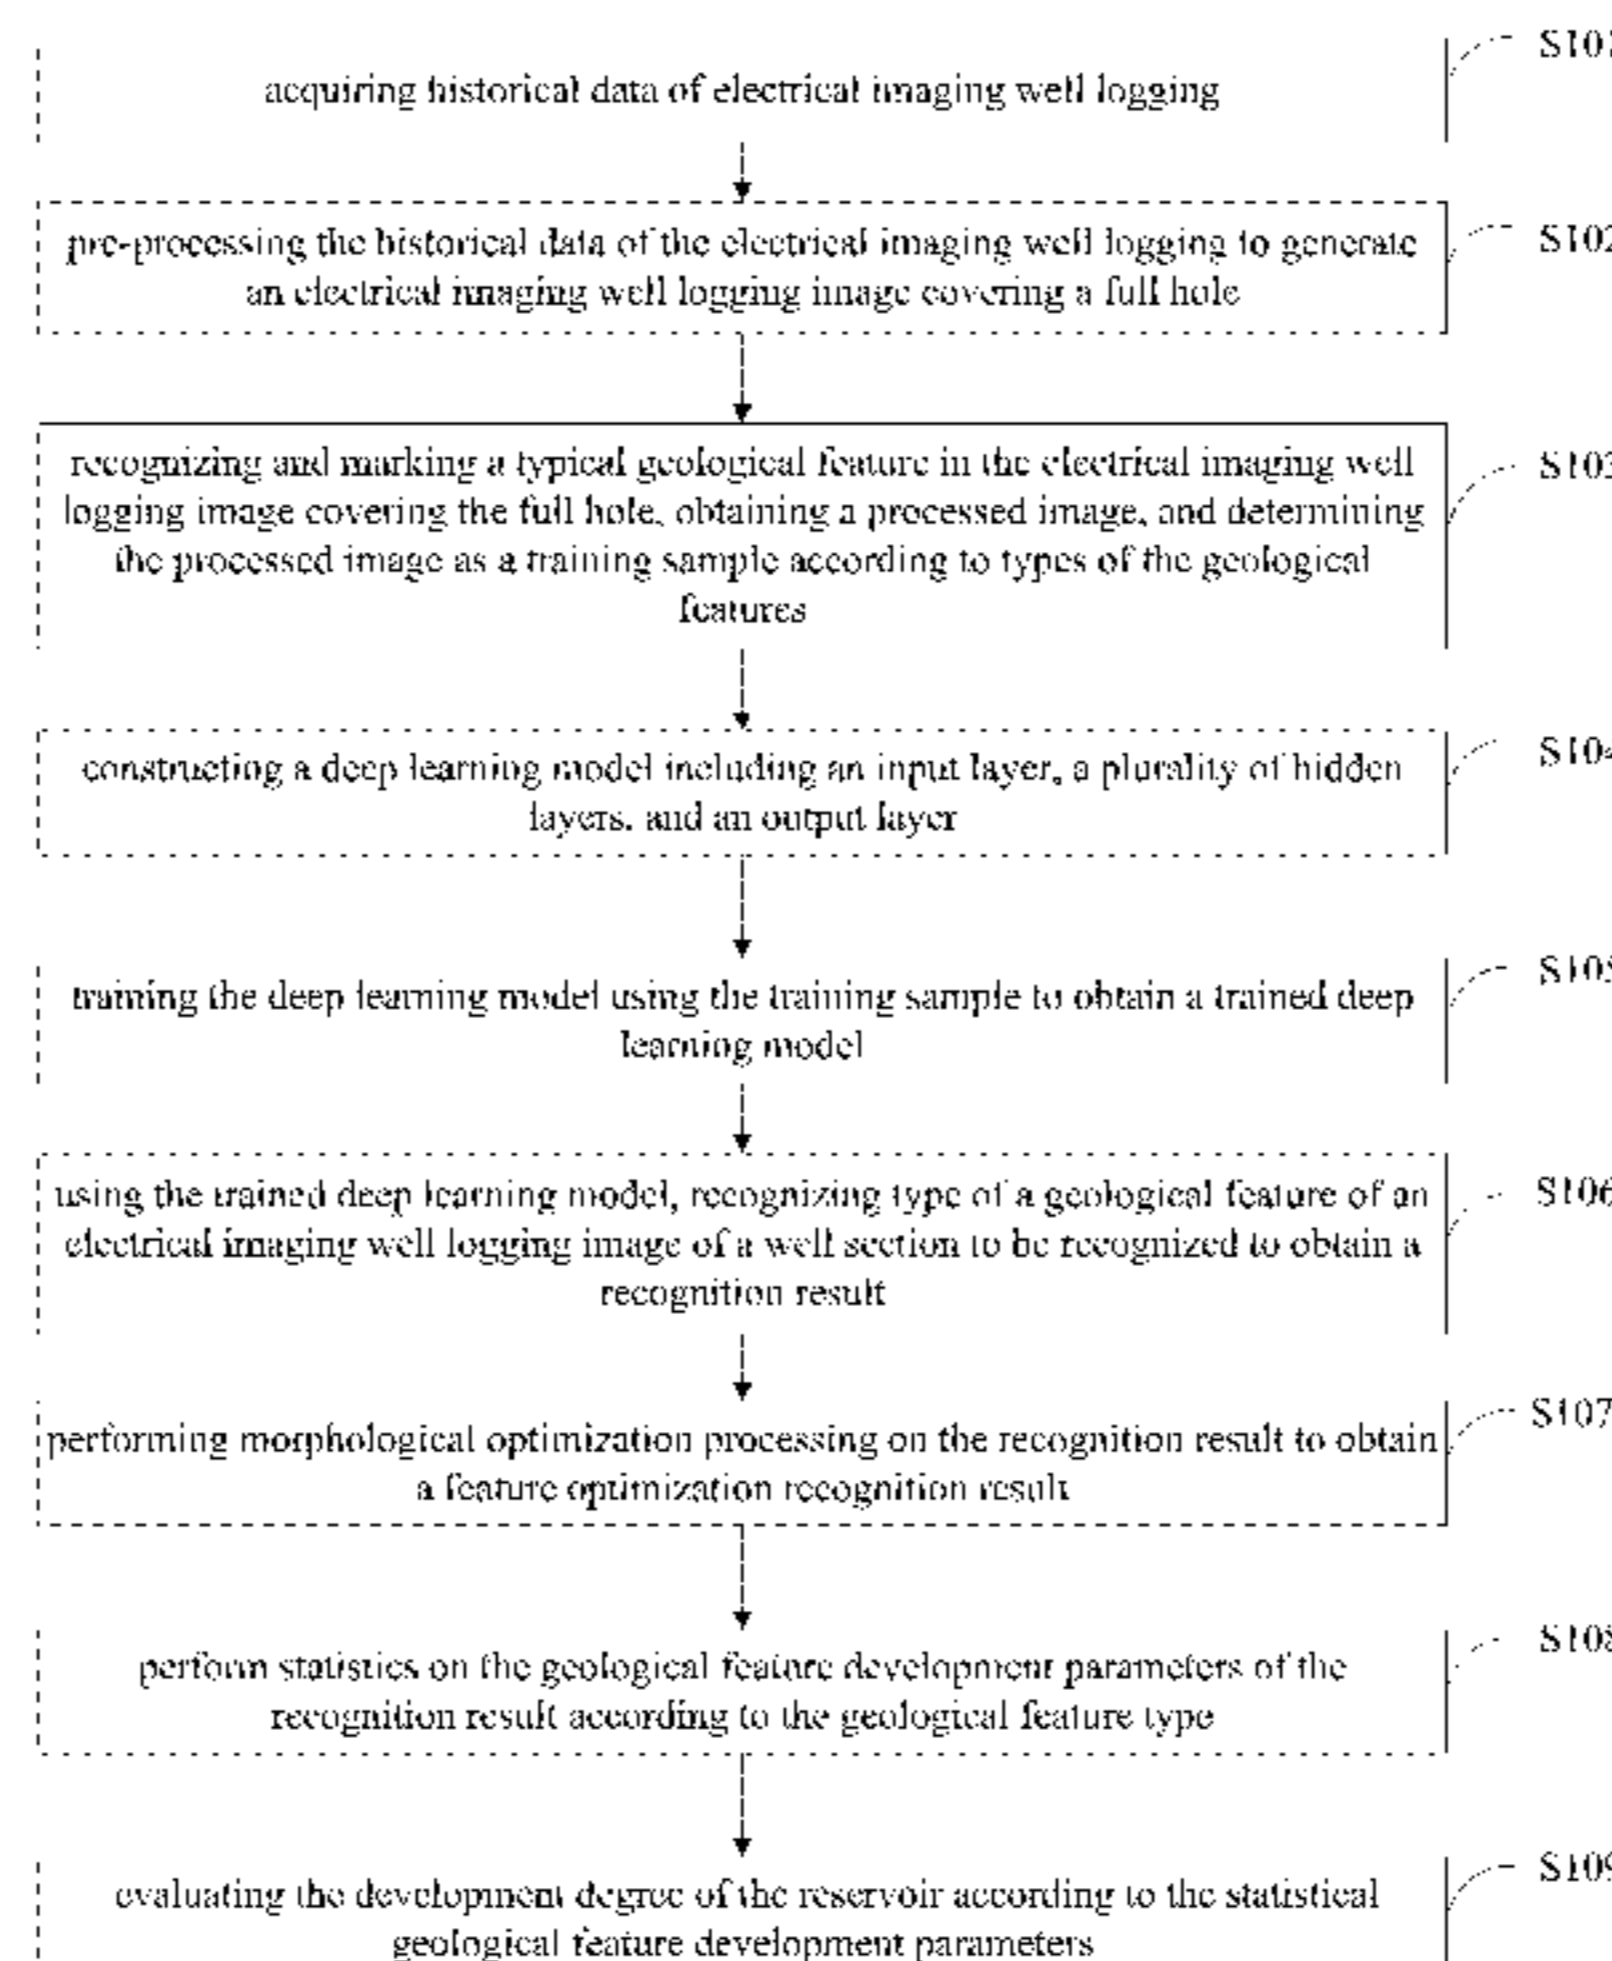 acquiring historical data of electrical imaging well logging
S101
pre-processing the historical data of the electrical imaging well logging to generate
an electrical imaging well logging image covering a full hole
S102
recognizing and marking a typical geological feature in the electrical imaging well
logging image covering the full hole, obtaining a processed image, and determining
the processed image as a training sample according to types of the geological
features
S103
constructing a deep learning model including an input layer, a plurality of hidden
layers, and an output layer
S104
training the deep learning model using the training sample to obtain a trained deep
learning model
S105
using the trained deep learning model, recognizing type of a geological feature of an
electrical imaging well logging image of a well section to be recognized to obtain a
recognition result
S106
performing morphological optimization processing on the recognition result to obtain
a feature optimization recognition result
S107
perform statistics on the geological feature development parameters of the
recognition result according to the geological feature type
S108
evaluating the development degree of the reservoir according to the statistical
geological feature development parameters
S109